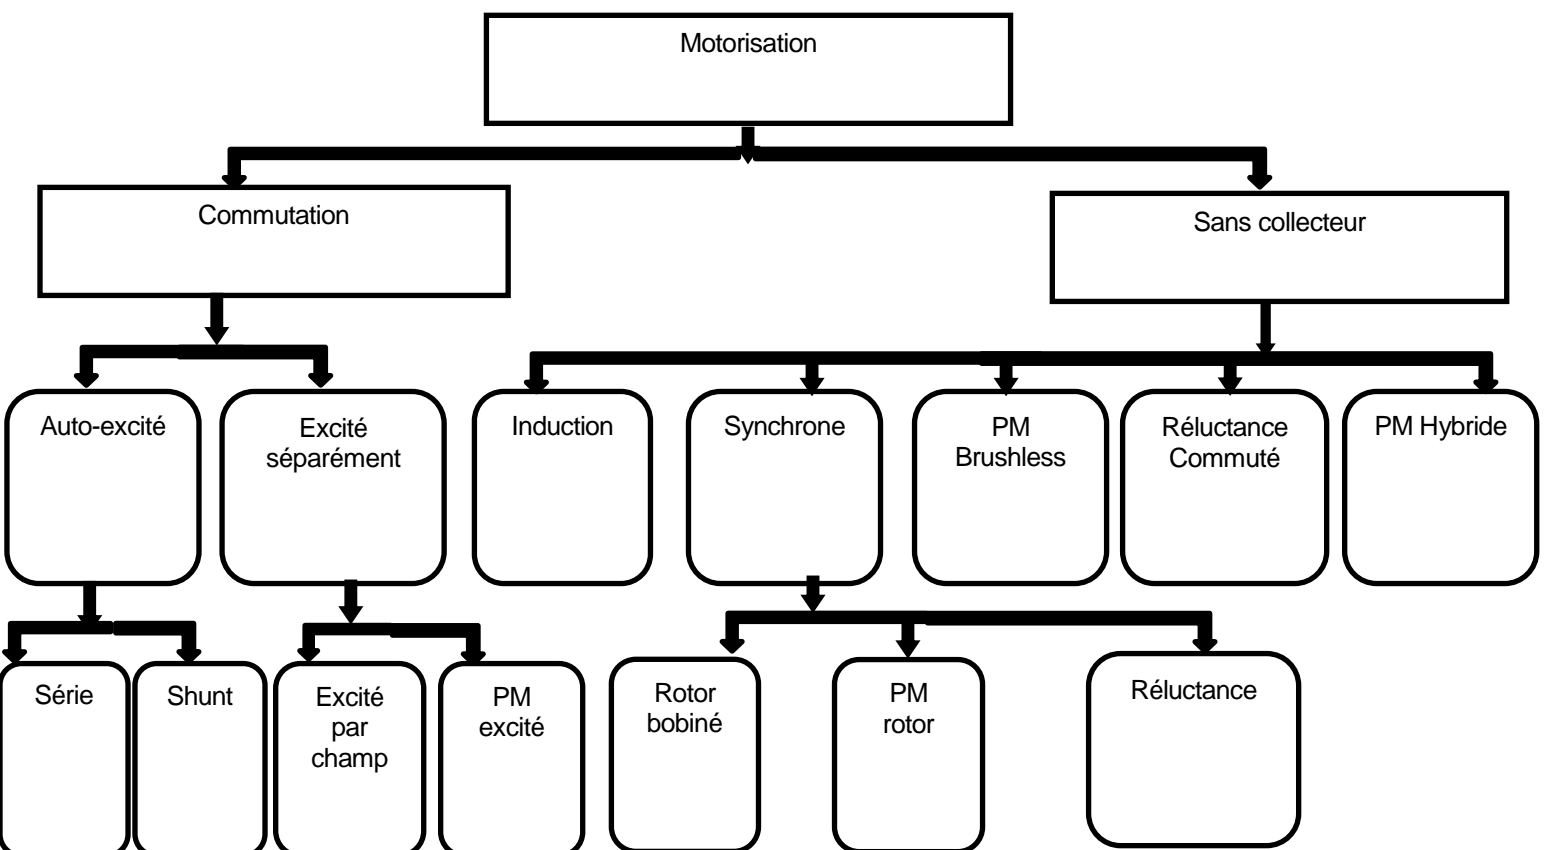 Motorisation
Commutation
Sans collecteur
Auto-excité
Excité
séparément
Induction
Synchrone
PM
Brushless
Réluctance
Commuté
PM Hybride
Série
Shunt
Excité
par
champ
PM
excité
Rotor
bobiné
PM
rotor
Réluctance